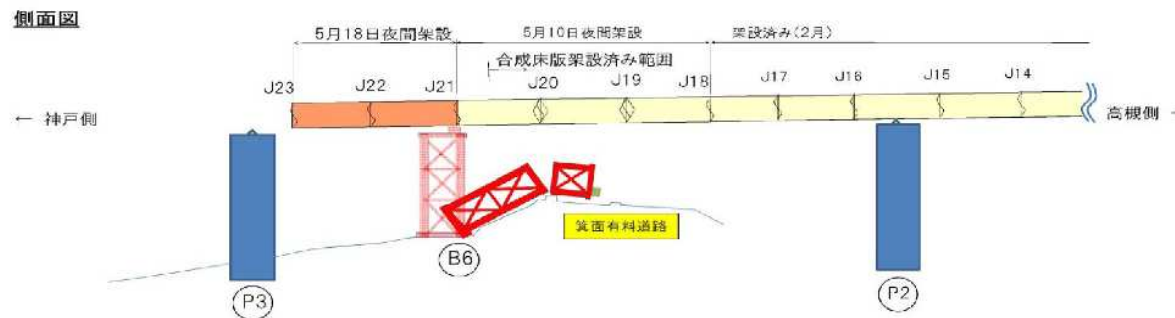 側面図
5月18日夜間架設
5月10日夜間架設
架設済み(2月)
合成床版架設済み範囲
J23
J22
J21
J20
J19
J18
J17
J16
J15
J14
← 神戸側
高槻側
箕面有料道路
B6
P3
P2